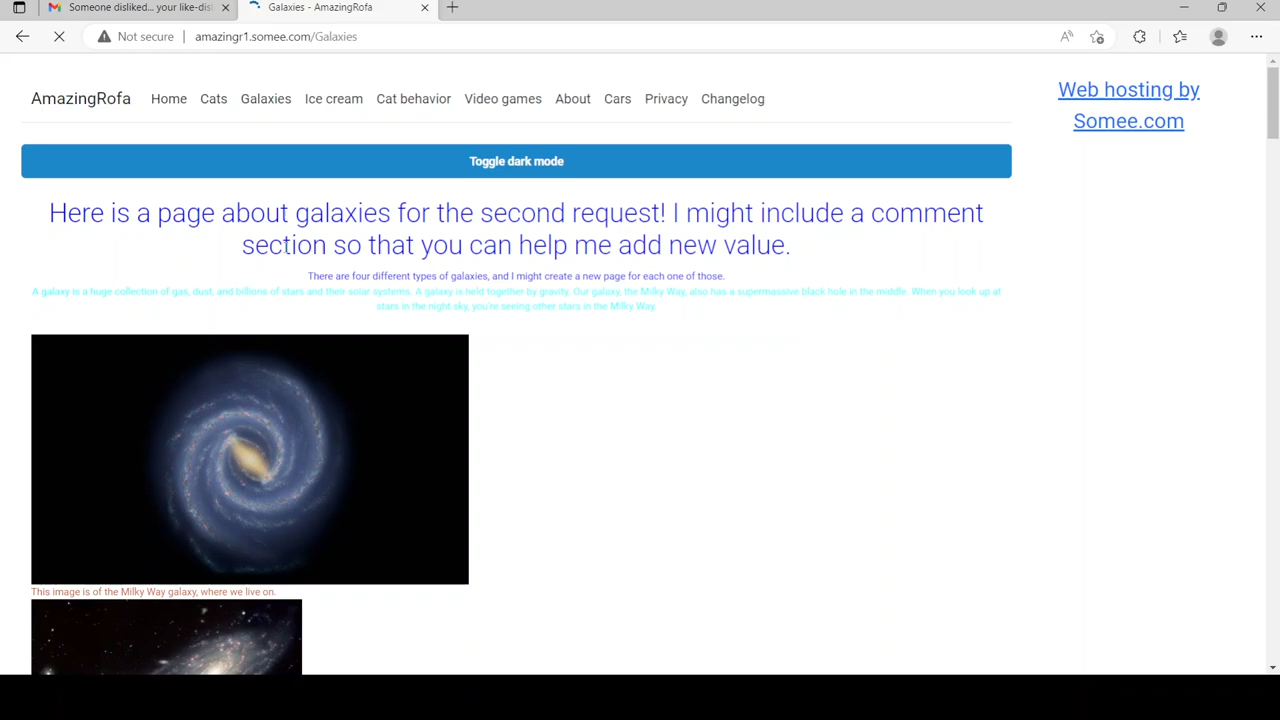 Someone disliked... your like-disl
Galaxies - AmazingRofa
Not secure
amazingr1.somee.com/Galaxies
AmazingRofa Home Cats Galaxies Ice cream Cat behavior Video games About Cars Privacy Changelog
Web hosting by
Somee.com
Toggle dark mode
Here is a page about galaxies for the second request! I might include a comment
section so that you can help me add new value.
There are four different types of galaxies, and I might create a new page for each one of those.
A galaxy is a huge collection of gas, dust, and billions of stars and their solar systems. A galaxy is held together by gravity. Our galaxy, the Milky Way, also has a supermassive black hole in the middle. When you look up at
stars in the night sky, you're seeing other stars in the Milky Way.
This image is of the Milky Way galaxy, where we live on.